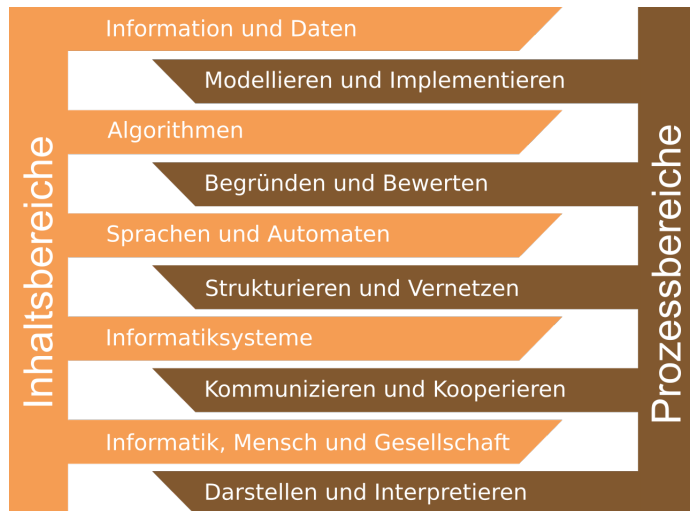 Inhaltsbereiche
Information und Daten
Modellieren und Implementieren
Algorithmen
Begründen und Bewerten
Sprachen und Automaten
Strukturieren und Vernetzen
Informatiksysteme
Kommunizieren und Kooperieren
Informatik, Mensch und Gesellschaft
Darstellen und Interpretieren
Prozessbereiche